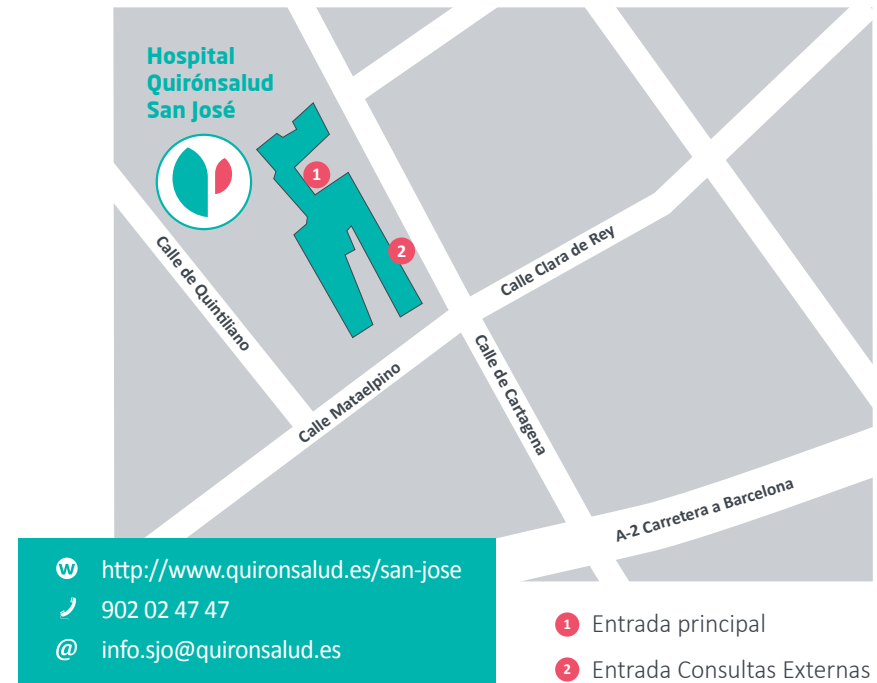 Hospital
Quirónsalud
San José
1
2
Calle de Quintiliano
Calle Clara de Rey
Calle Mataelpino
Calle de Cartagena
A-2 Carretera a Barcelona
W http://www.quironsalud.es/san-jose
902 02 47 47
@ info.sjo@quironsalud.es
1 Entrada principal
2 Entrada Consultas Externas